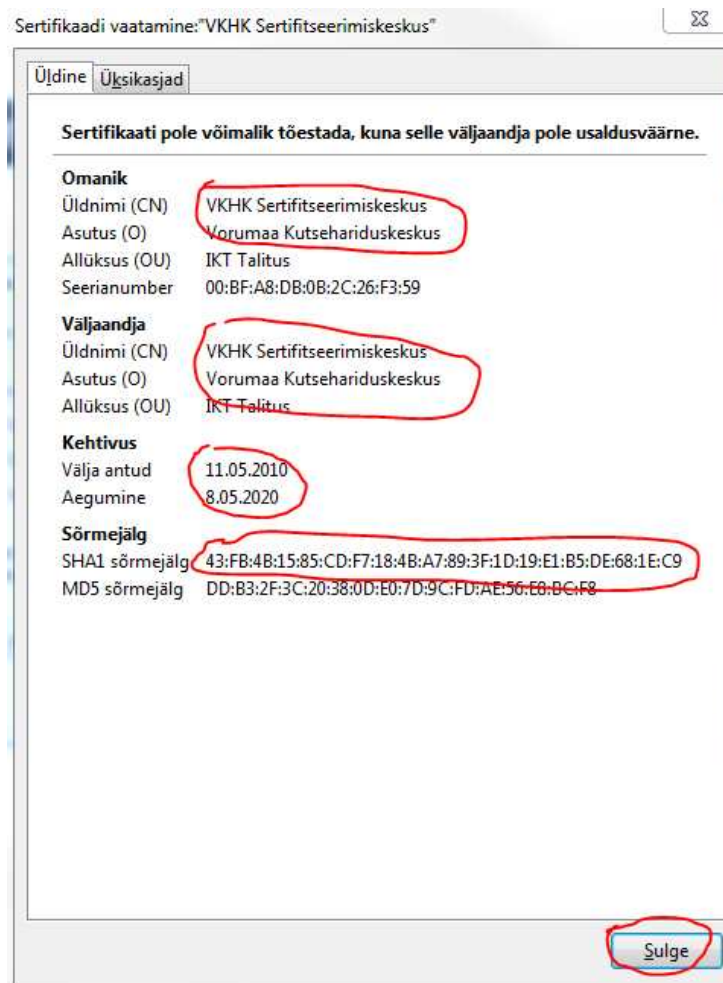 Sertifikaadi vaatamine:"VKHK Sertifitseerimiskeskus"
Üldine Üksikasjad
Sertifikaati pole võimalik tõestada, kuna selle väljaandja pole usaldusväärne.
Omanik
Üldnimi (CN) VKHK Sertifitseerimiskeskus
Asutus (O) Vorumaa Kutsehariduskeskus
Allüksus (OU) IKT Talitus
Seerianumber 00:BF:A8:DB:0B:2C:26:F3:59
Väljaandja
Üldnimi (CN) VKHK Sertifitseerimiskeskus
Asutus (O) Vorumaa Kutsehariduskeskus
Allüksus (OU) IKT Talitus
Kehtivus
Välja antud 11.05.2010
Aegumine 8.05.2020
Sõrmejälg
SHA1 sõrmejälg 43:FB:4B:15:85:CD:F7:18:4B:A7:89:3F:1D:19:E1:B5:DE:68:1E:C9
MD5 sõrmejälg DD:B3:2F:3C:20:38:0D:E0:7D:9C:FD:AE:56:E8:BC:F8
Sulge